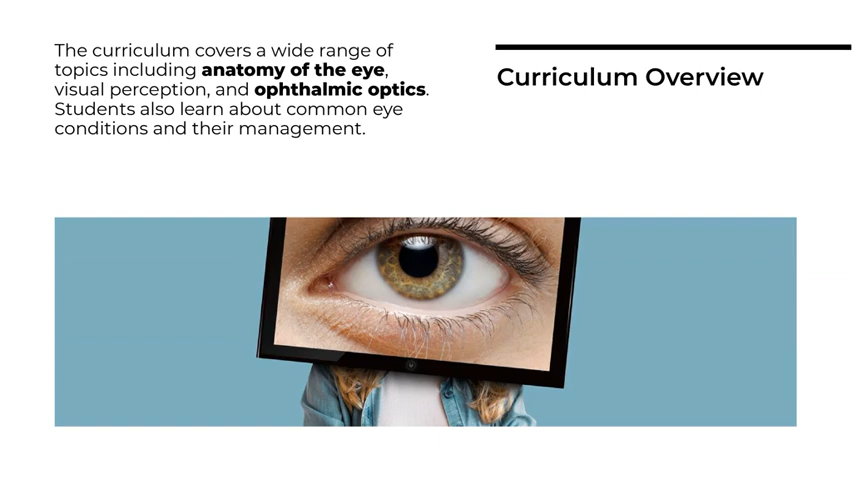 The curriculum covers a wide range of
topics including anatomy of the eye,
visual perception, and ophthalmic optics.
Students also learn about common eye
conditions and their management.
Curriculum Overview